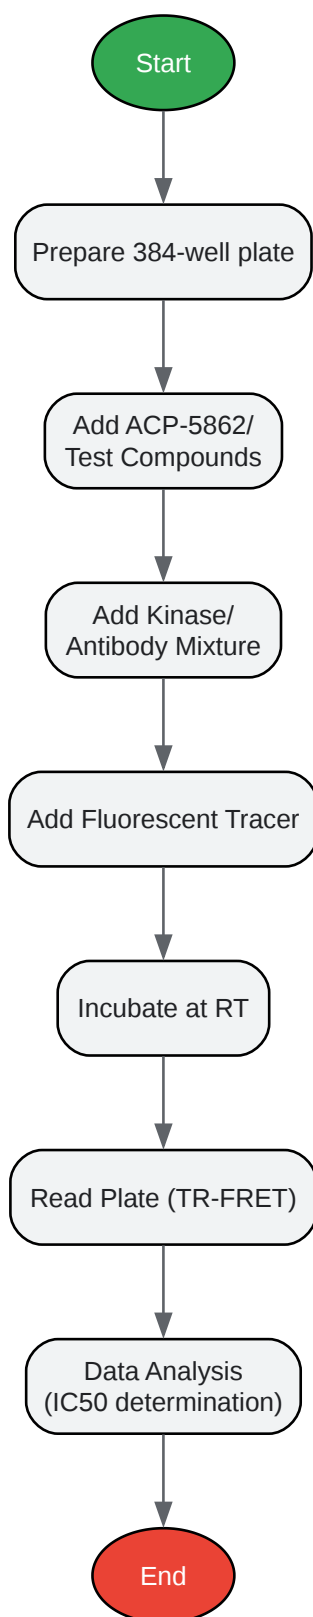 Start
Prepare 384-well plate
Add ACP-5862/
Test Compounds
Add Kinase/
Antibody Mixture
Add Fluorescent Tracer
Incubate at RT
Read Plate (TR-FRET)
Data Analysis
(IC50 determination)
End